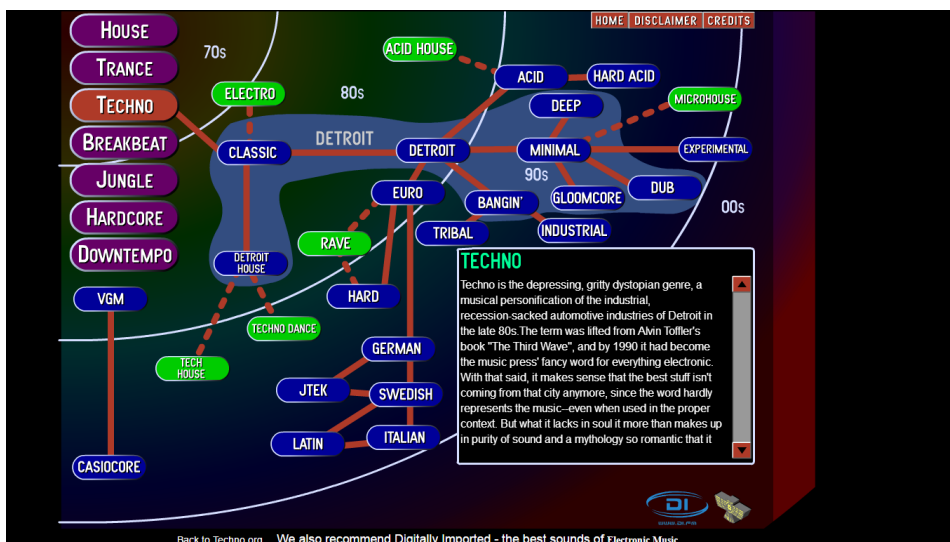 HOUSE
TRANCE
TECHNO
BREAKBEAT
JUNGLE
HARDCORE
DOWNTEMPO
HOME DISCLAIMER CREDITS
70s
80s
90s
00s
ACID HOUSE
ACID
HARD ACID
ELECTRO
DEEP
MICROHOUSE
DETROIT
CLASSIC
DETROIT
MINIMAL
EXPERIMENTAL
EURO
BANGIN'
GLOOMCORE
DUB
TRIBAL
INDUSTRIAL
RAVE
DETROIT
HOUSE
HARD
VGM
TECHNO DANCE
TECH
HOUSE
GERMAN
JTEK
SWEDISH
LATIN
ITALIAN
CASIOCORE
TECHNO
Techno is the depressing, gritty dystopian genre, a
musical personification of the industrial,
recession-sacked automotive industries of Detroit in
the late 80s.The term was lifted from Alvin Toffler's
book "The Third Wave", and by 1990 it had become
the music press' fancy word for everything electronic.
With that said, it makes sense that the best stuff isn't
coming from that city anymore, since the word hardly
represents the music--even when used in the proper
context. But what it lacks in soul it more than makes up
in purity of sound and a mythology so romantic that it
DI
WWW.DI.FM
Back to Techno.org We also recommend Digitally Imported - the best sounds of Electronic Music